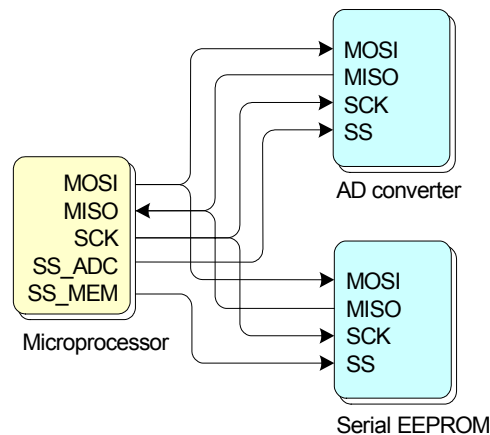 MOSI
MISO
SCK
SS
AD converter
MOSI
MISO
SCK
SS_ADC
SS_MEM
Microprocessor
MOSI
MISO
SCK
SS
Serial EEPROM